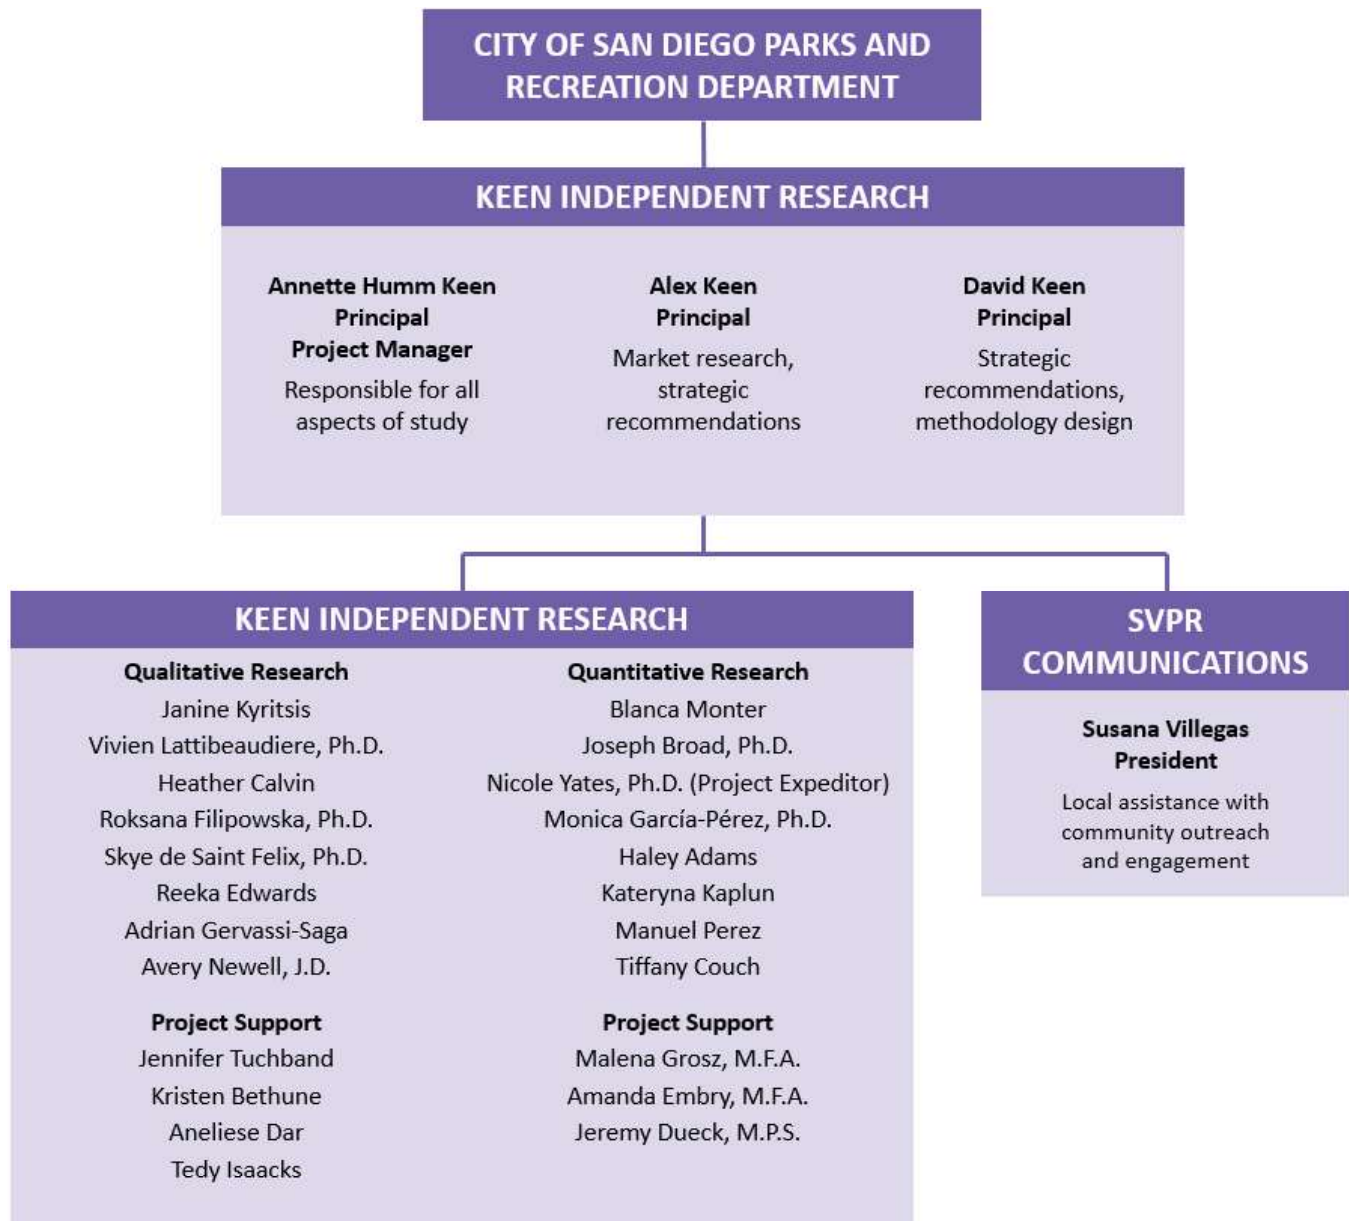 CITY OF SAN DIEGO PARKS AND
RECREATION DEPARTMENT
KEEN INDEPENDENT RESEARCH
Annette Humm Keen
Principal
Project Manager
Responsible for all
aspects of study
Alex Keen
Principal
Market research,
strategic
recommendations
David Keen
Principal
Strategic
recommendations,
methodology design
KEEN INDEPENDENT RESEARCH
Qualitative Research
Janine Kyritsis
Vivien Lattibeaudiere, Ph.D.
Heather Calvin
Roksana Filipowska, Ph.D.
Skye de Saint Felix, Ph.D.
Reeka Edwards
Adrian Gervassi-Saga
Avery Newell, J.D.
Project Support
Jennifer Tuchband
Kristen Bethune
Aneliese Dar
Tedy Isaacks
Quantitative Research
Blanca Monter
Joseph Broad, Ph.D.
Nicole Yates, Ph.D. (Project Expeditor)
Monica García-Pérez, Ph.D.
Haley Adams
Kateryna Kaplun
Manuel Perez
Tiffany Couch
Project Support
Malena Grosz, M.F.A.
Amanda Embry, M.F.A.
Jeremy Dueck, M.P.S.
SVPR
COMMUNICATIONS
Susana Villegas
President
Local assistance with
community outreach
and engagement